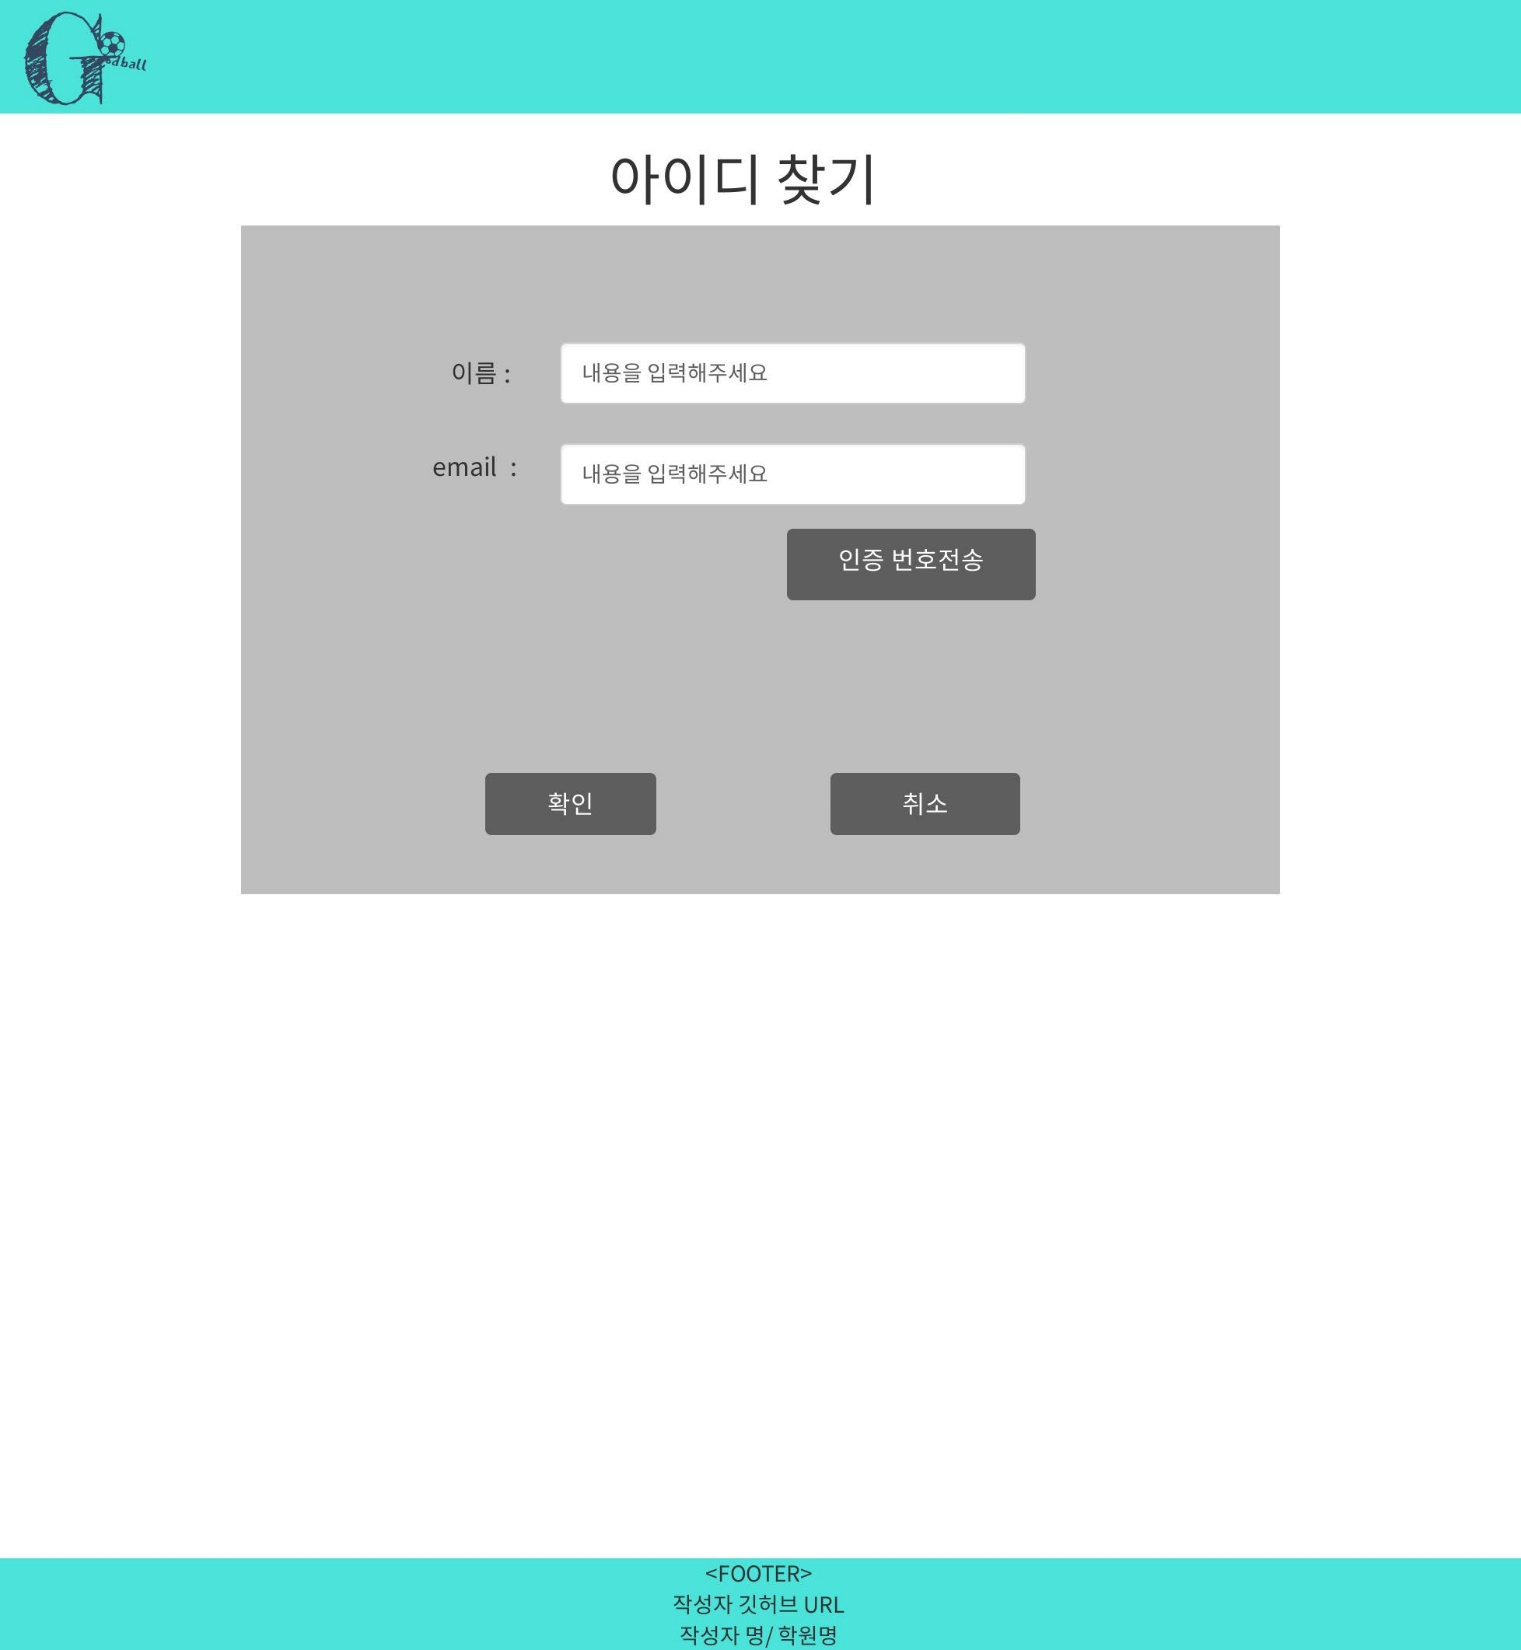 G dball
아이디 찾기
이름 : 내용을 입력해주세요
email : 내용을 입력해주세요
인증 번호전송
확인 취소
<FOOTER>
작성자 깃허브 URL
작성자 명/ 학원명